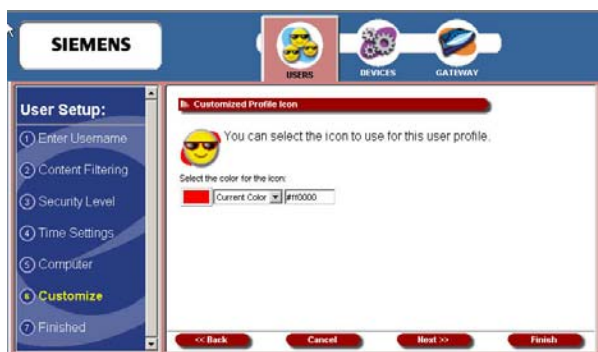 SIEMENS
USERS
DEVICES
GATEWAY
User Setup:
1 Enter Username
2 Content Filtering
3 Security Level
4 Time Settings
5 Computer
6 Customize
7 Finished
Customized Profile Icon
You can select the icon to use for this user profile.
Select the color for the icon:
Current Color #ff0000
<< Back Cancel Next >> Finish